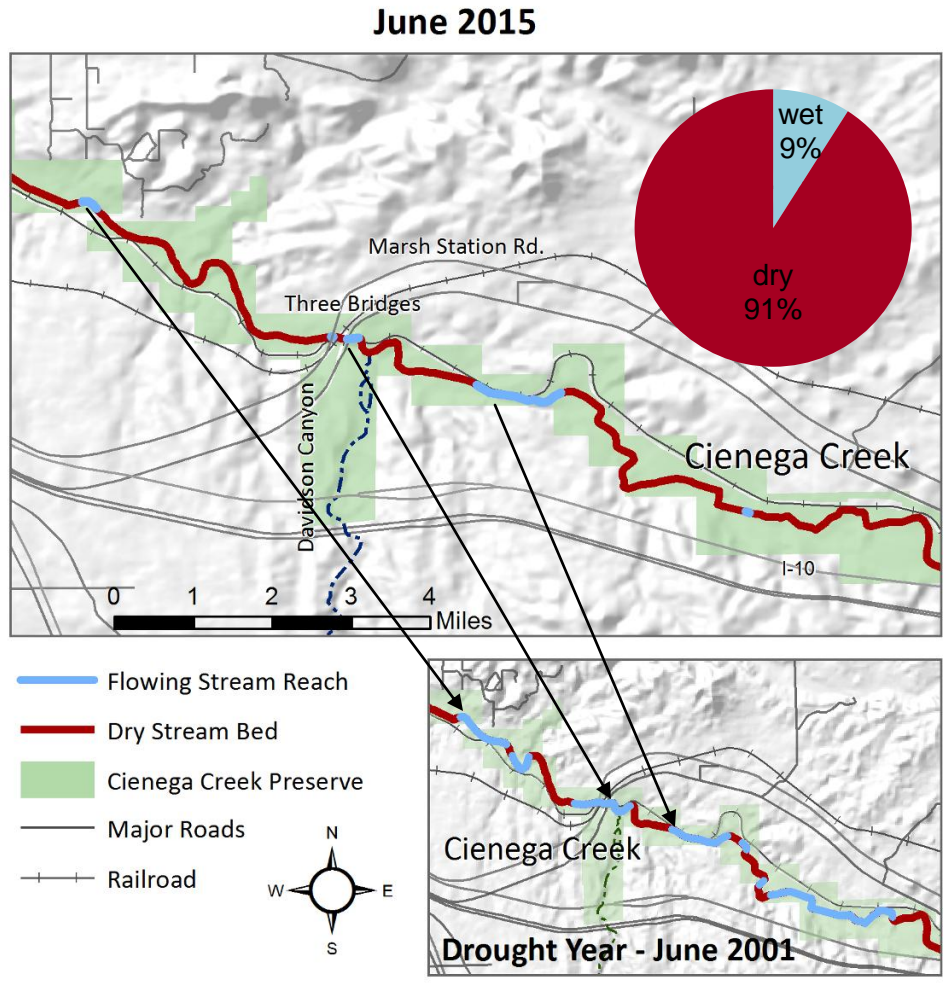 June 2015
wet
9%
dry
91%
Marsh Station Rd.
Three Bridges
Davidson Canyon
Cienega Creek
I-10
0 1 2 3 4
Miles
Flowing Stream Reach
Dry Stream Bed
Cienega Creek Preserve
Major Roads
Railroad
N
W E
S
Cienega Creek
Drought Year - June 2001